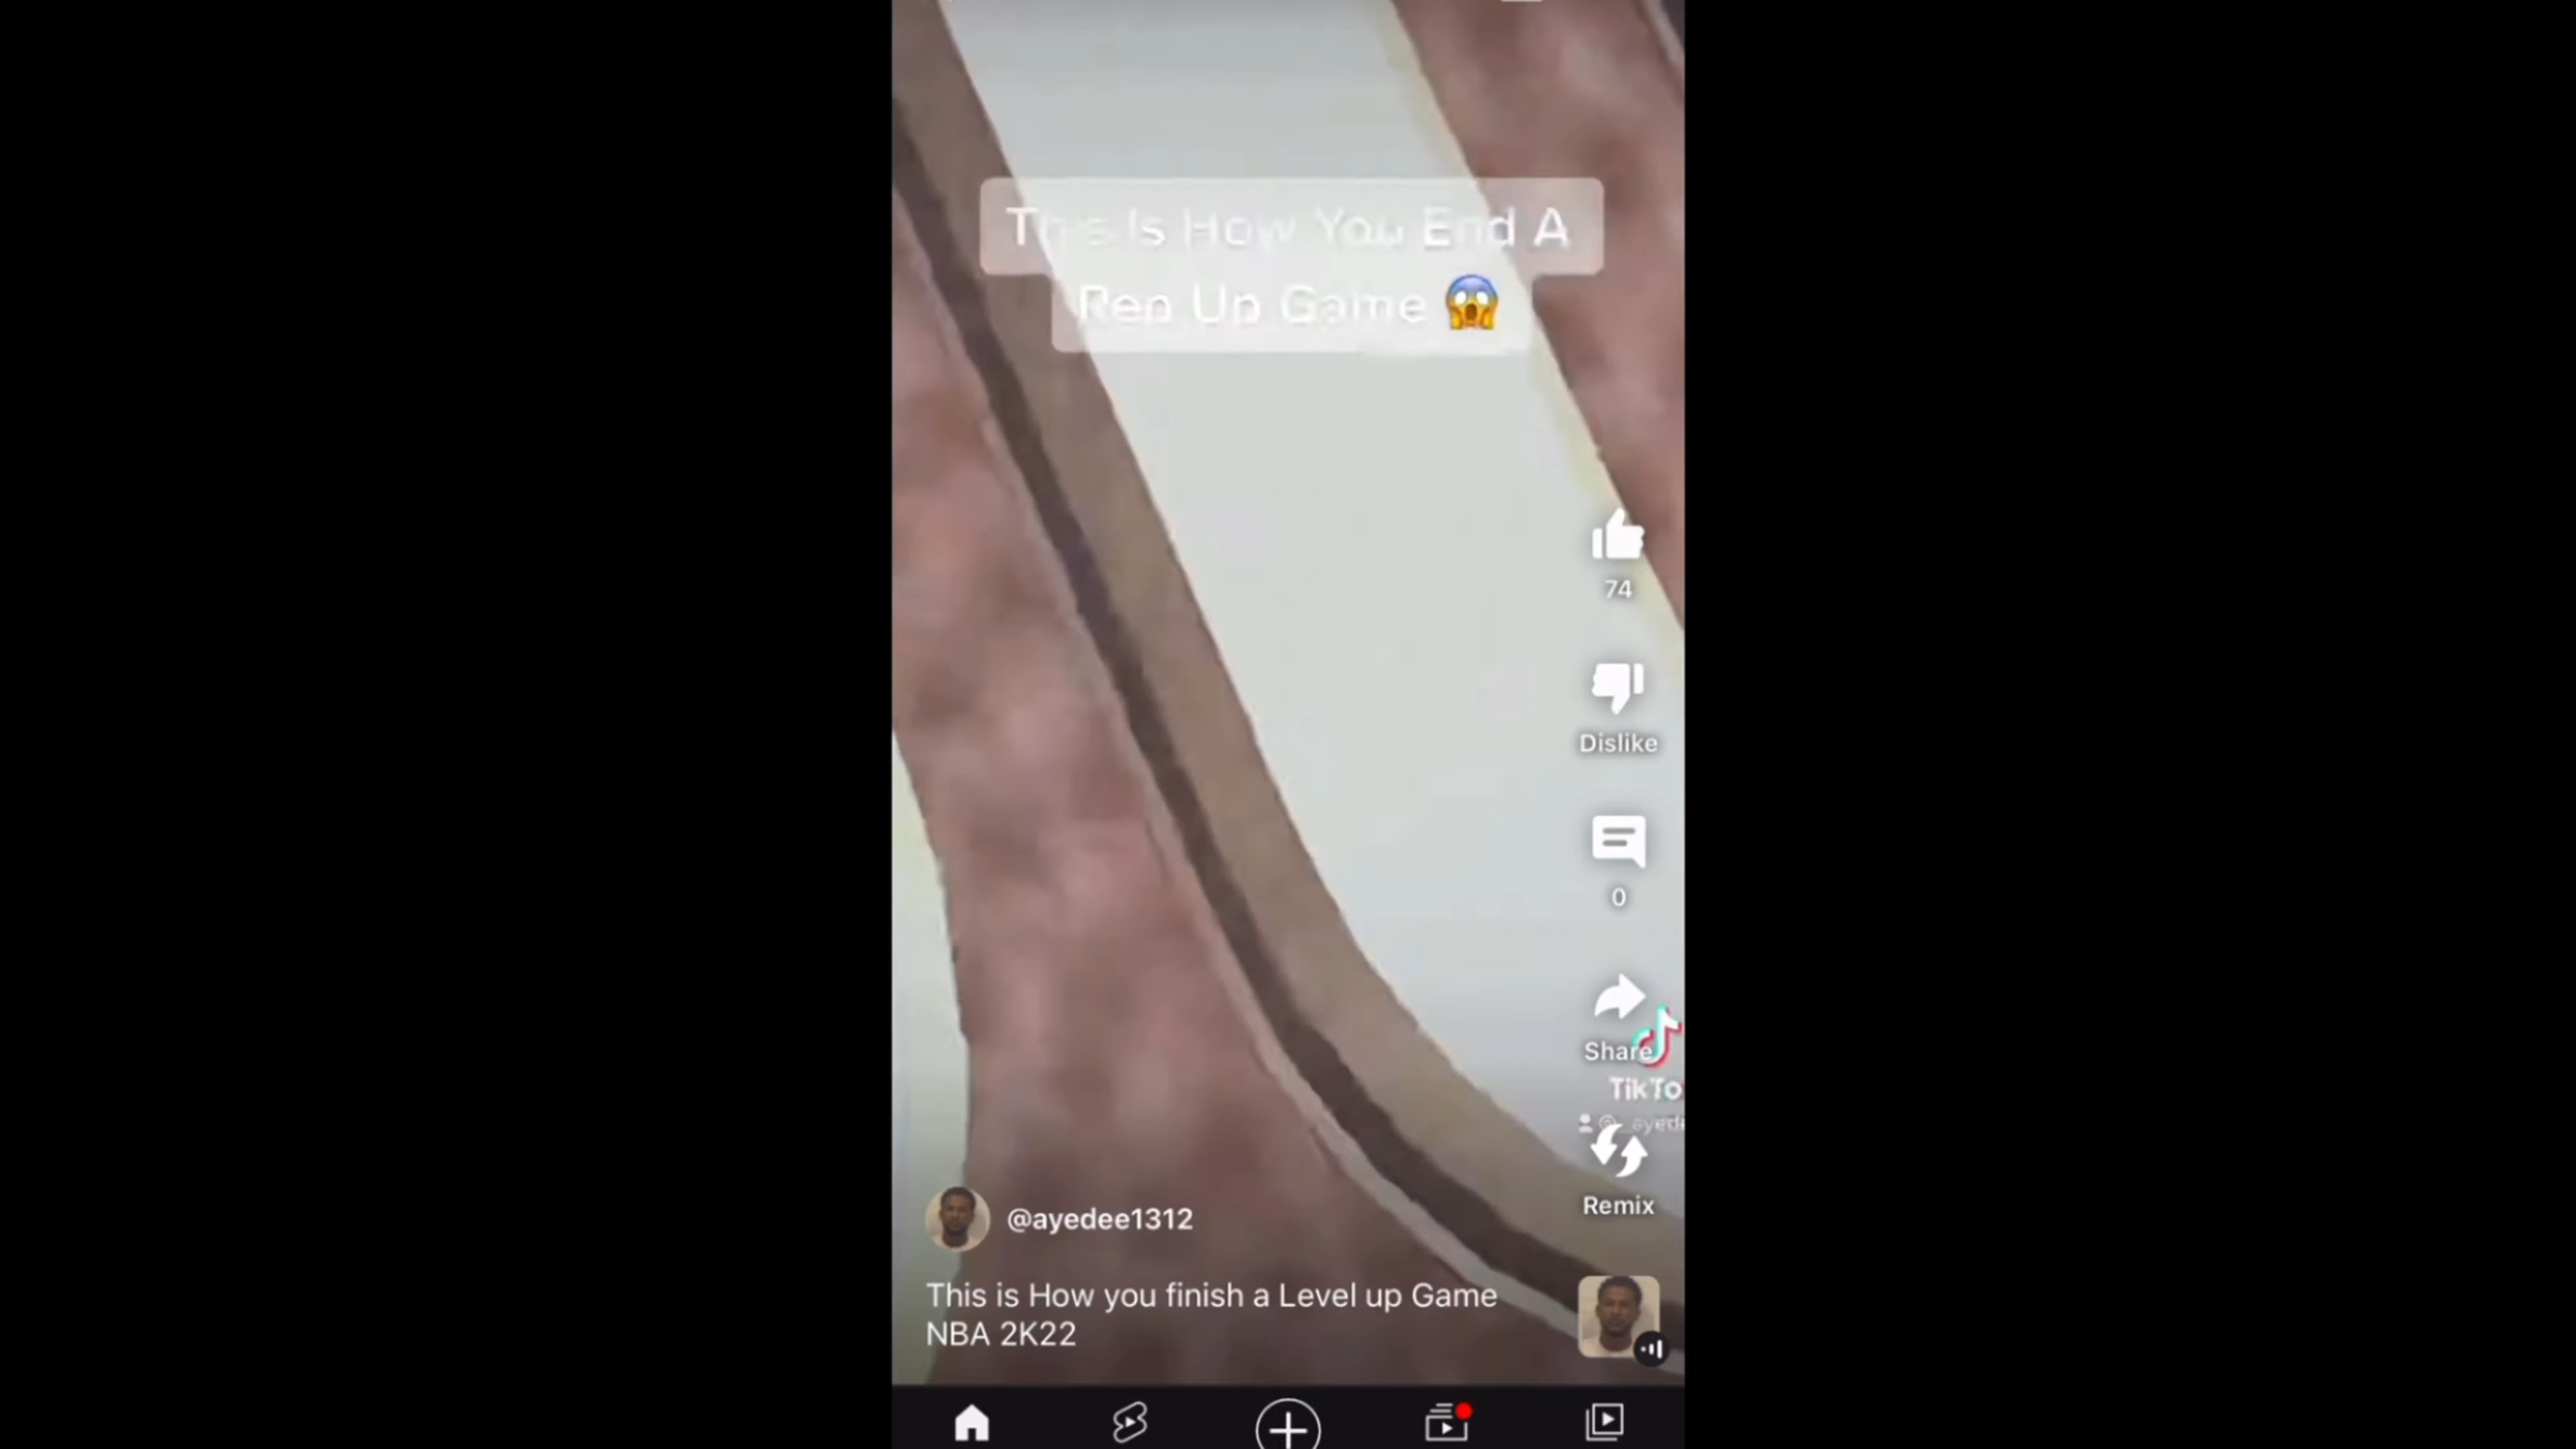 This Is How You End A
Rep Up Game 😱
74
Dislike
0
Share
TikTo
Remix
@ayedee1312
This is How you finish a Level up Game
NBA 2K22